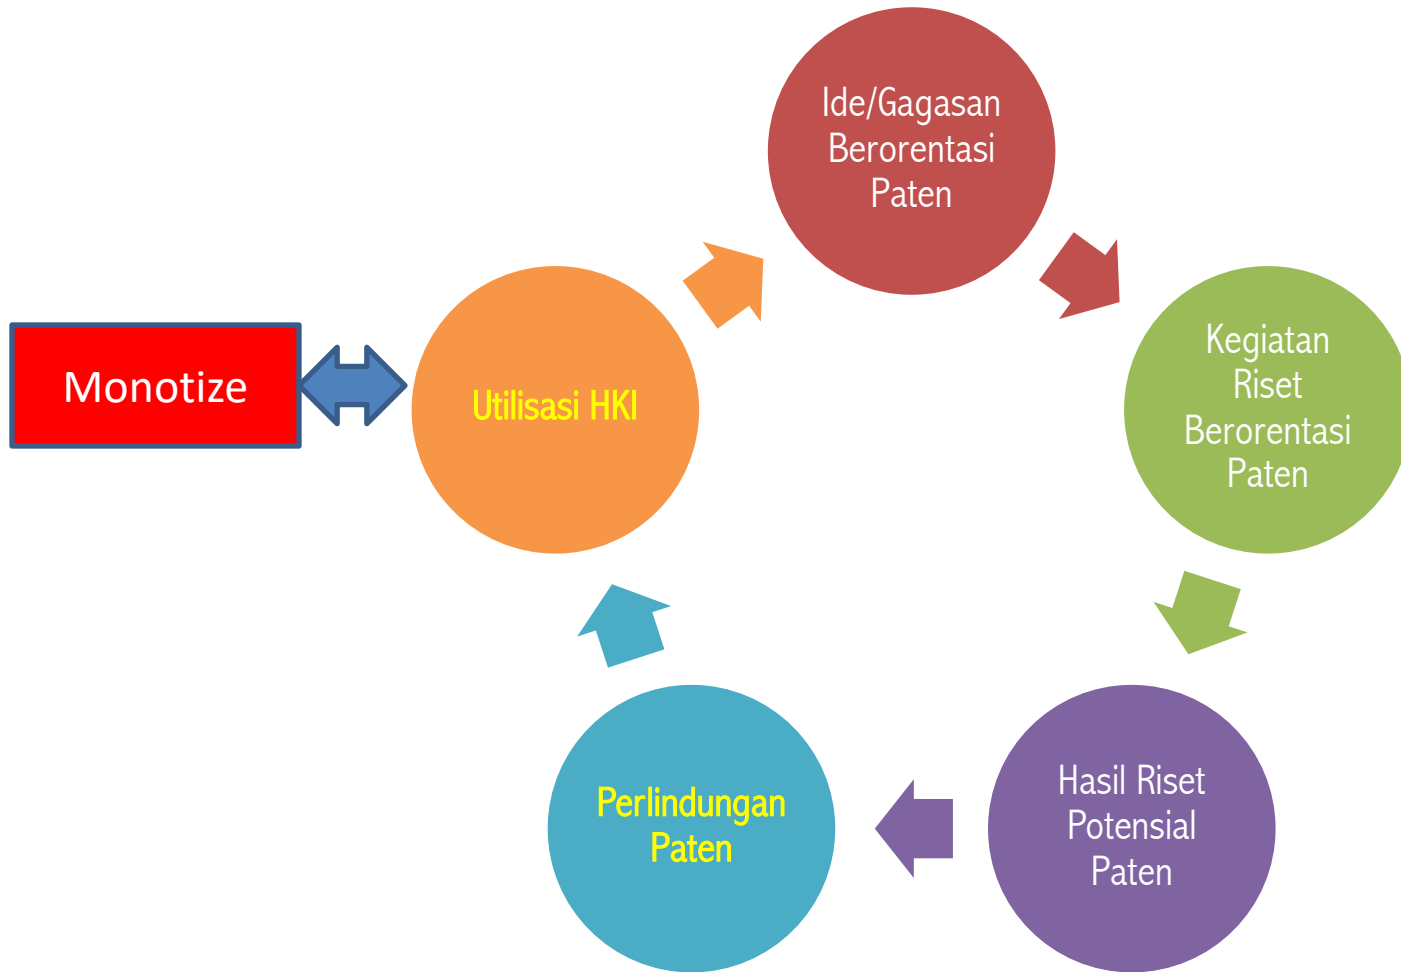 Ide/Gagasan
Berorentasi
Paten
Kegiatan
Riset
Berorentasi
Paten
Hasil Riset
Potensial
Paten
Perlindungan
Paten
Utilisasi HKI
Monotize